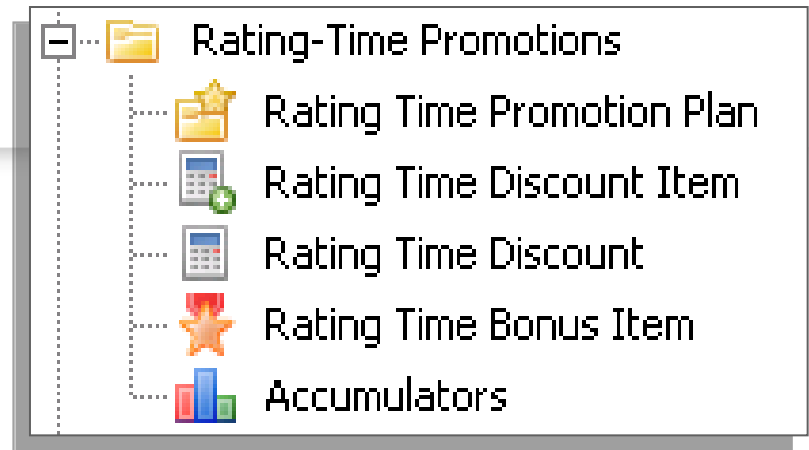 Rating-Time Promotions
Rating Time Promotion Plan
Rating Time Discount Item
Rating Time Discount
Rating Time Bonus Item
Accumulators